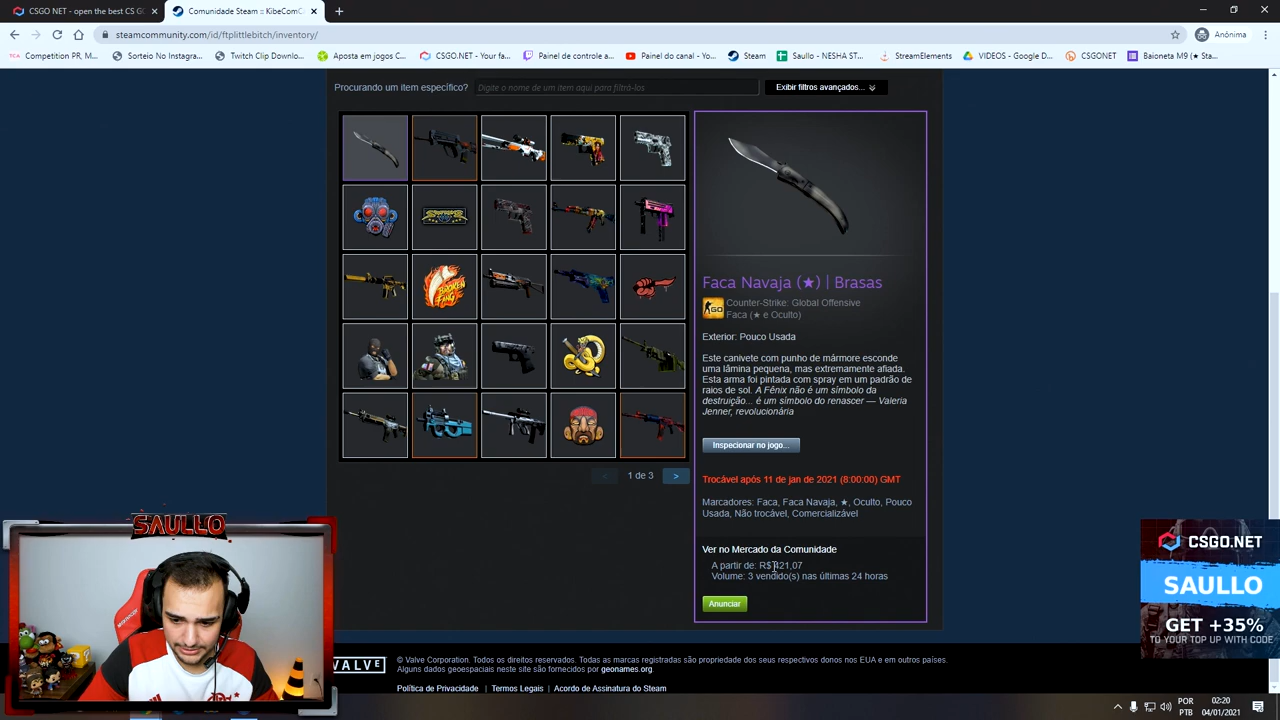 CSGO NET - open the best CS G
Comunidade Steam :: KibeComCa
steamcommunity.com/id/ftplittlebitch/inventory/
Anônima
Competition PR, M...
Sorteio No Instagra...
Twitch Clip Downlo...
Aposta em jogos C...
CSGO.NET - Your fa...
Painel de controle a...
Painel do canal - Yo...
Steam
Saullo - NESHA ST...
StreamElements
VIDEOS - Google D...
CSGONET
Baioneta M9 (★ Sta...
Procurando um item específico?
Digite o nome de um item aqui para filtrá-los
Exibir filtros avançados...
BROKEN
FANG
1 de 3
<
>
Faca Navaja (★) | Brasas
Counter-Strike: Global Offensive
Faca (★ e Oculto)
Exterior: Pouco Usada
Este canivete com punho de mármore esconde
uma lâmina pequena, mas extremamente afiada.
Esta arma foi pintada com spray em um padrão de
raios de sol. A Fênix não é um símbolo da
destruição... é um símbolo do renascer — Valeria
Jenner, revolucionária
Inspecionar no jogo...
Trocável após 11 de jan de 2021 (8:00:00) GMT
Marcadores: Faca, Faca Navaja, ★, Oculto, Pouco
Usada, Não trocável, Comercializável
Ver no Mercado da Comunidade
A partir de: R$ 421,07
Volume: 3 vendido(s) nas últimas 24 horas
Anunciar
SAULLO
CSGO.NET
SAULLO
GET +35%
TO YOUR TOP UP WITH CODE
VALVE
© Valve Corporation. Todos os direitos reservados. Todas as marcas registradas são propriedade dos seus respectivos donos nos EUA e em outros países.
Alguns dados geoespaciais neste site são fornecidos por geonames.org.
Política de Privacidade | Termos Legais | Acordo de Assinatura do Steam
POR
PTB
02:20
04/01/2021